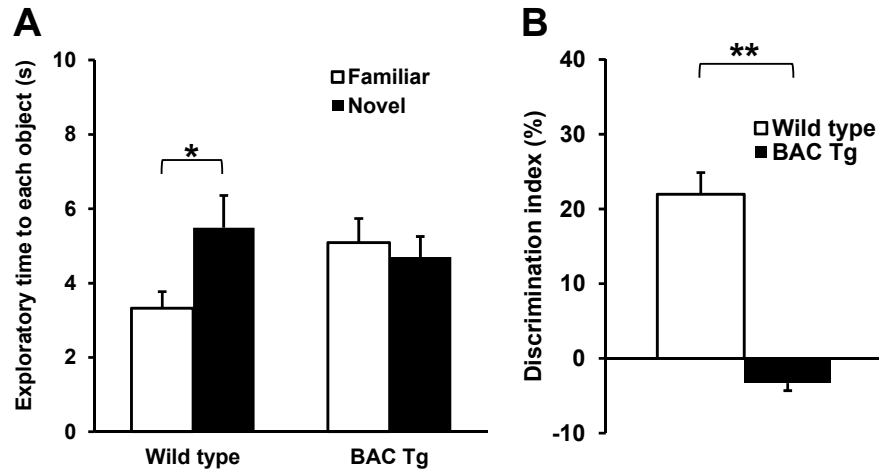 A
Exploratory time to each object (s)
10
8
6
4
2
0
Familiar
Novel
*
Wild type
BAC Tg
B
Discrimination index (%)
40
30
20
10
0
-10
**
Wild type
BAC Tg